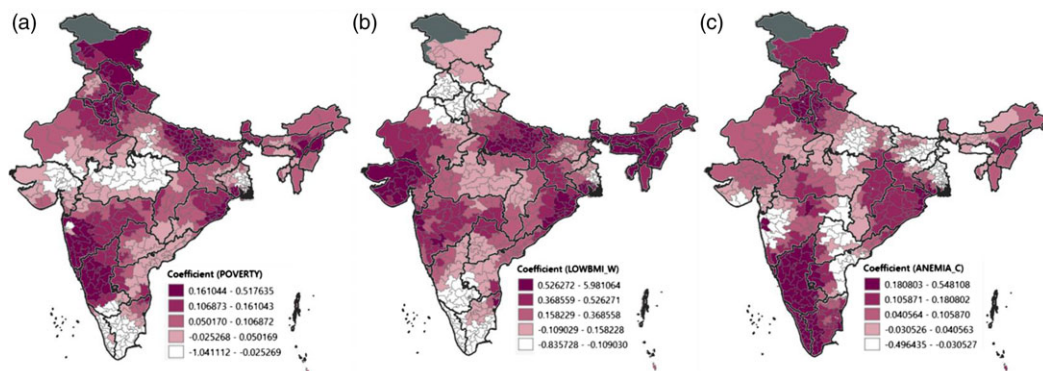 (a)
Coefficient (POVERTY)
0.161044 - 0.517635
0.106873 - 0.161043
0.050170 - 0.106872
-0.025268 - 0.050169
-1.041112 - -0.025269
(b)
Coefficient (LOWBMI_W)
0.526272 - 5.981064
0.368559 - 0.526271
0.158229 - 0.368558
-0.109029 - 0.158228
-0.835728 - -0.109030
(c)
Coefficient (ANEMIA_C)
0.180803 - 0.548108
0.105871 - 0.180802
0.040564 - 0.105870
-0.030526 - 0.040563
-0.496435 - -0.030527